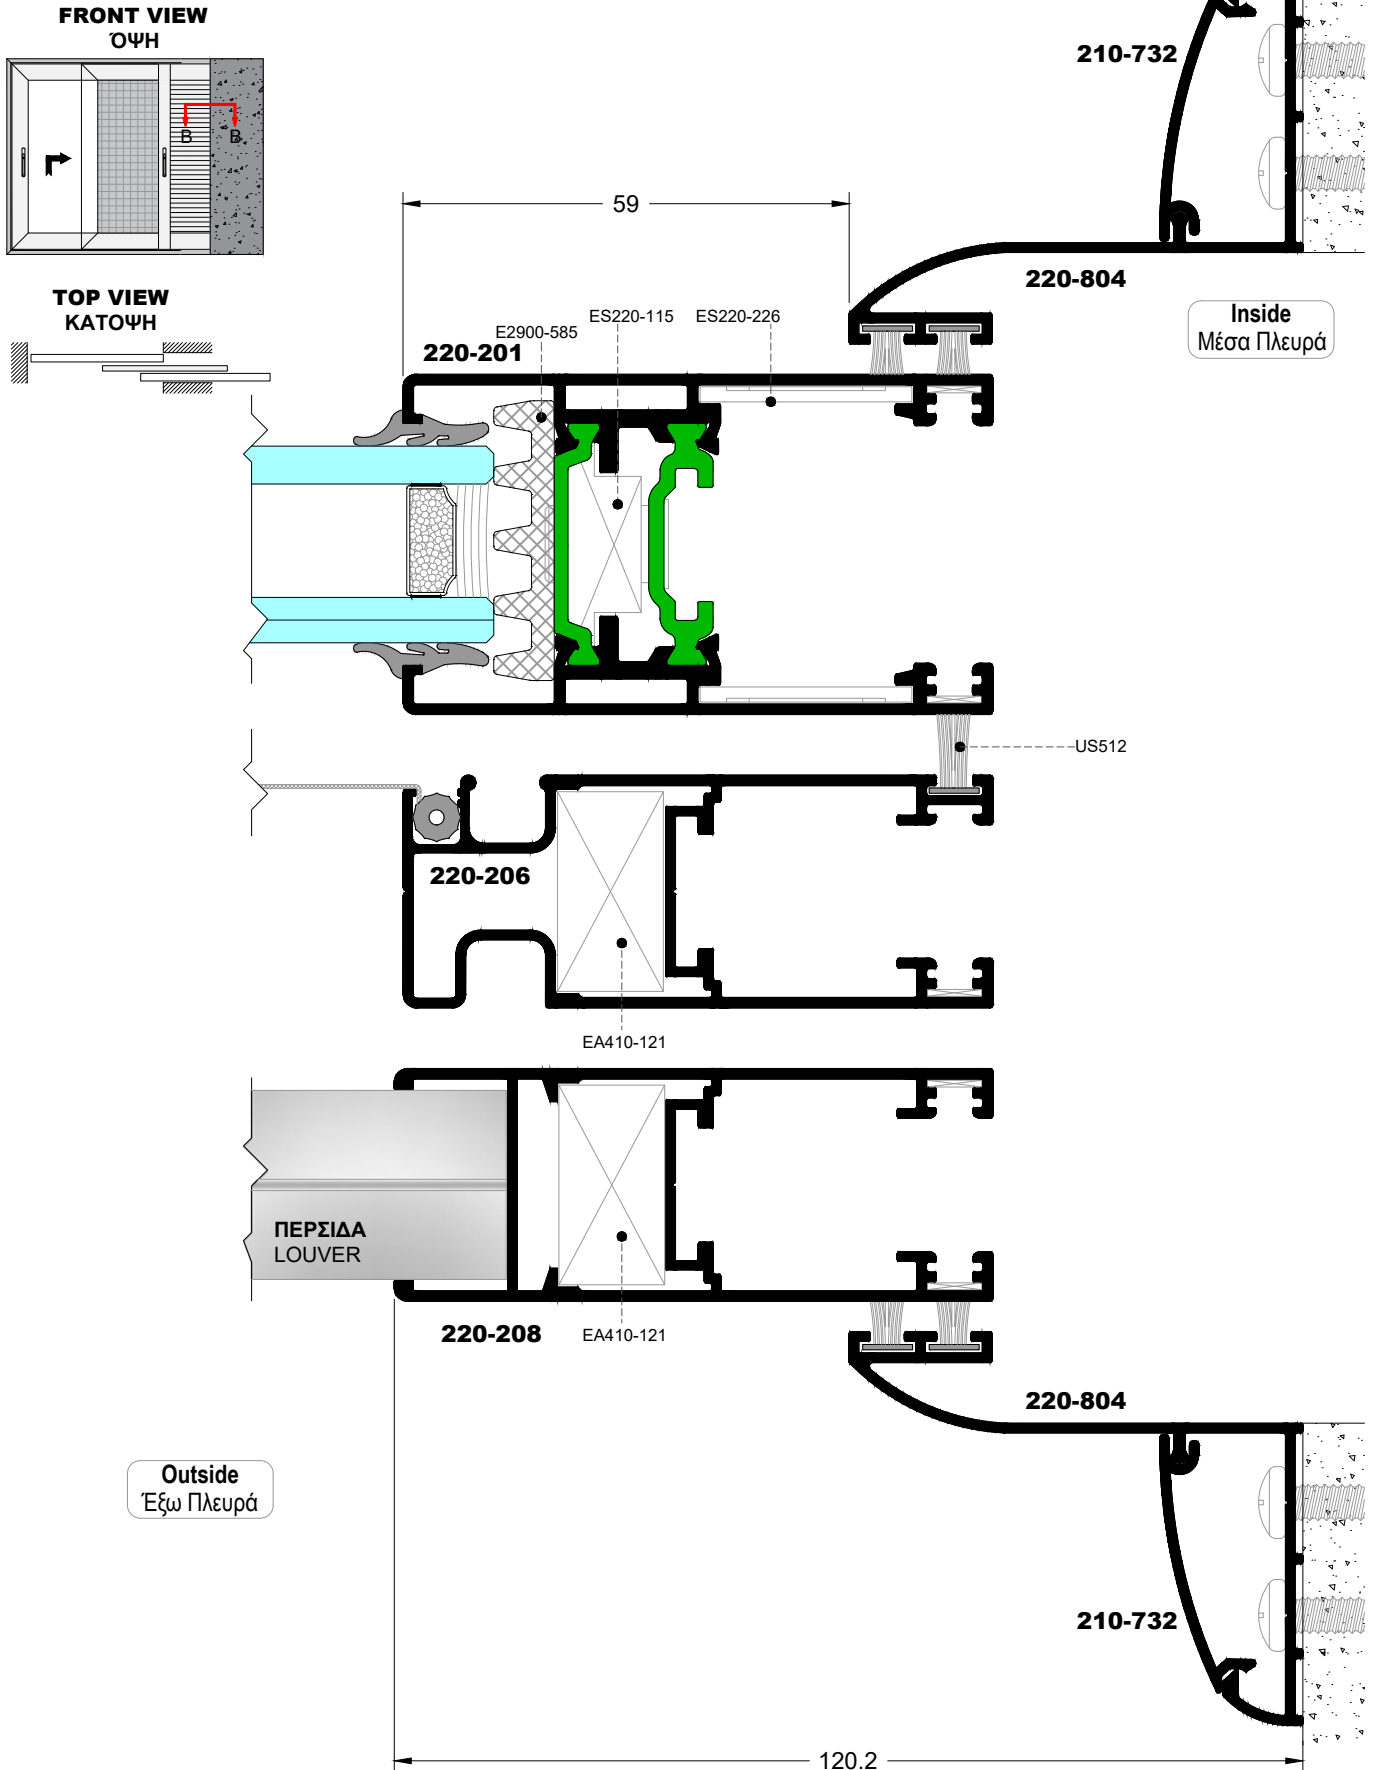 FRONT VIEW
ΌΨΗ
B B
TOP VIEW
ΚΑΤΟΨΗ
210-732
59
220-804
Inside
Μέσα Πλευρά
ES220-115
ES220-226
E2900-585
220-201
US512
220-206
EA410-121
ΠΕΡΣΙΔΑ
LOUVER
220-208
EA410-121
220-804
Outside
Έξω Πλευρά
210-732
120.2